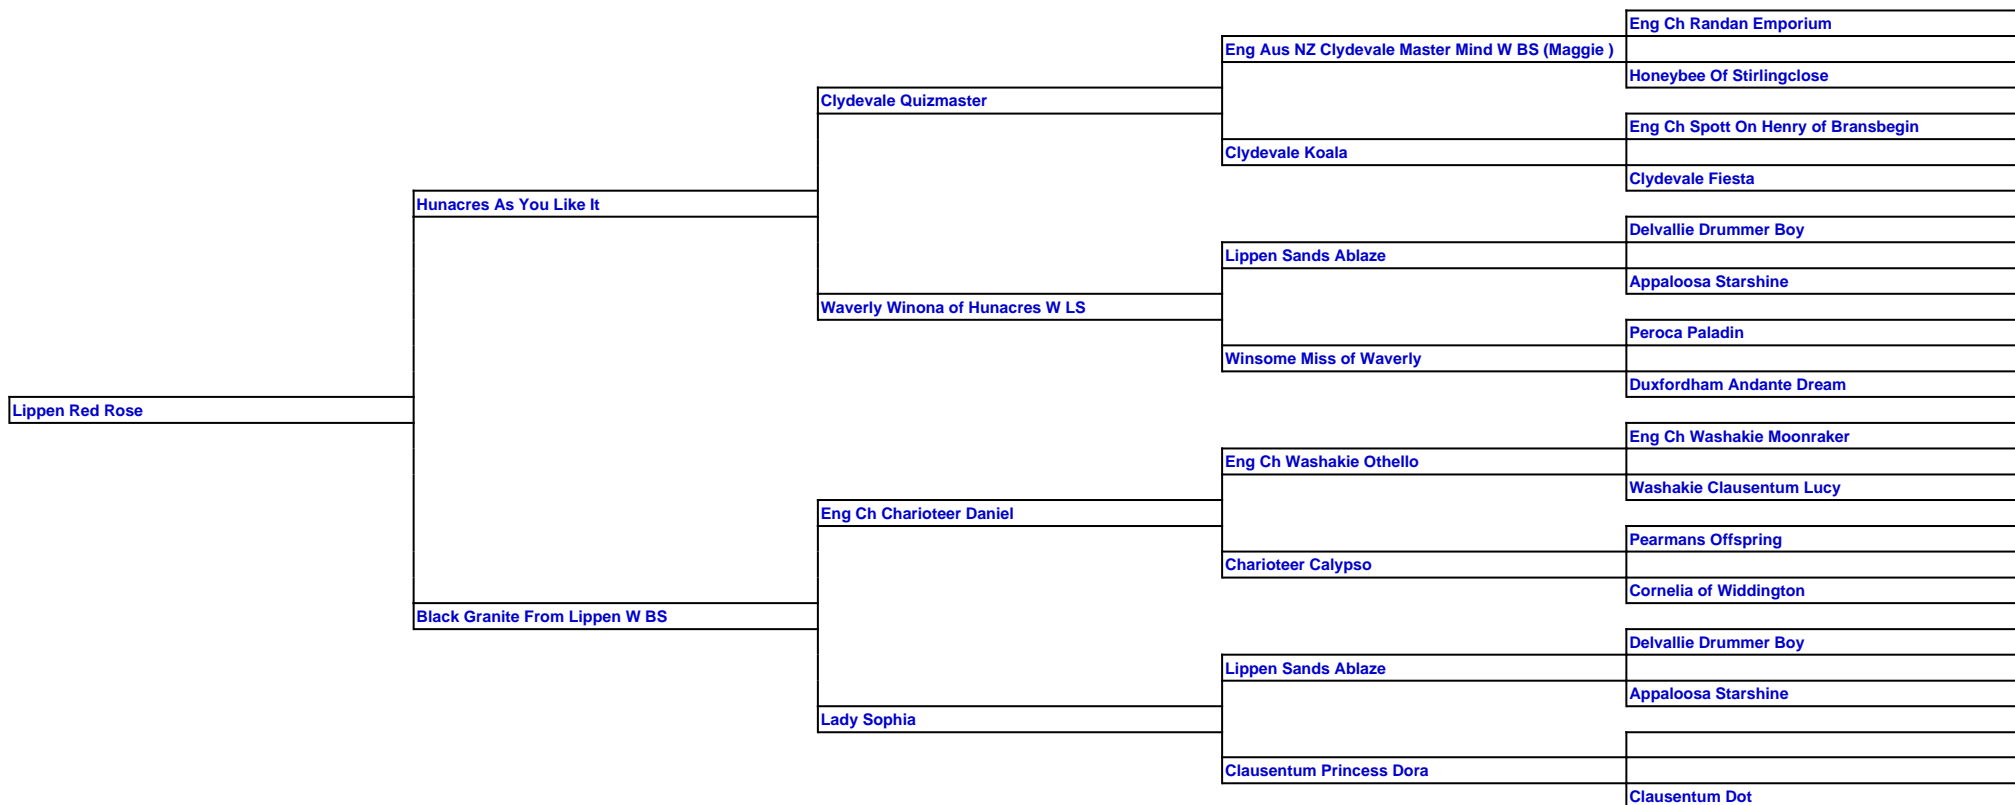 Eng Ch Randan Emporium
Eng Aus NZ Clydevale Master Mind W BS (Maggie )
Honeybee Of Stirlingclose
Clydevale Quizmaster
Eng Ch Spott On Henry of Bransbegin
Clydevale Koala
Clydevale Fiesta
Hunacres As You Like It
Delvallie Drummer Boy
Lippen Sands Ablaze
Appaloosa Starshine
Waverly Winona of Hunacres W LS
Peroca Paladin
Winsome Miss of Waverly
Duxfordham Andante Dream
Lippen Red Rose
Eng Ch Washakie Moonraker
Eng Ch Washakie Othello
Washakie Clausentum Lucy
Eng Ch Charioteer Daniel
Pearmans Offspring
Charioteer Calypso
Cornelia of Widdington
Black Granite From Lippen W BS
Delvallie Drummer Boy
Lippen Sands Ablaze
Appaloosa Starshine
Lady Sophia
Clausentum Princess Dora
Clausentum Dot